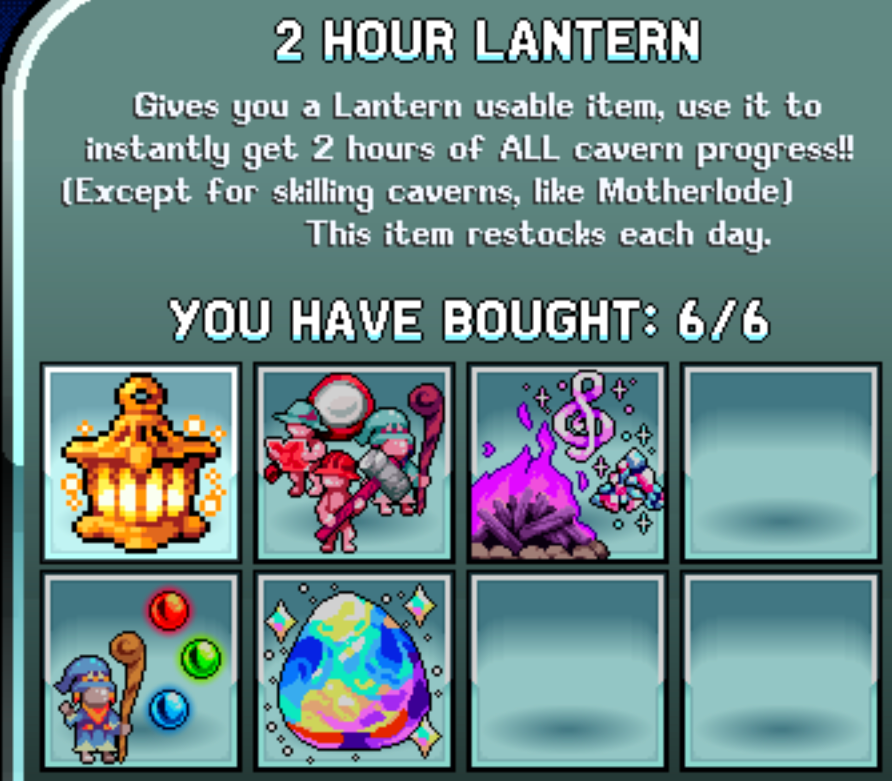 2 HOUR LANTERN
Gives you a Lantern usable item, use it to
instantly get 2 hours of ALL cavern progress!!
(Except for skilling caverns, like Motherlode)
This item restocks each day.
YOU HAVE BOUGHT: 6/6